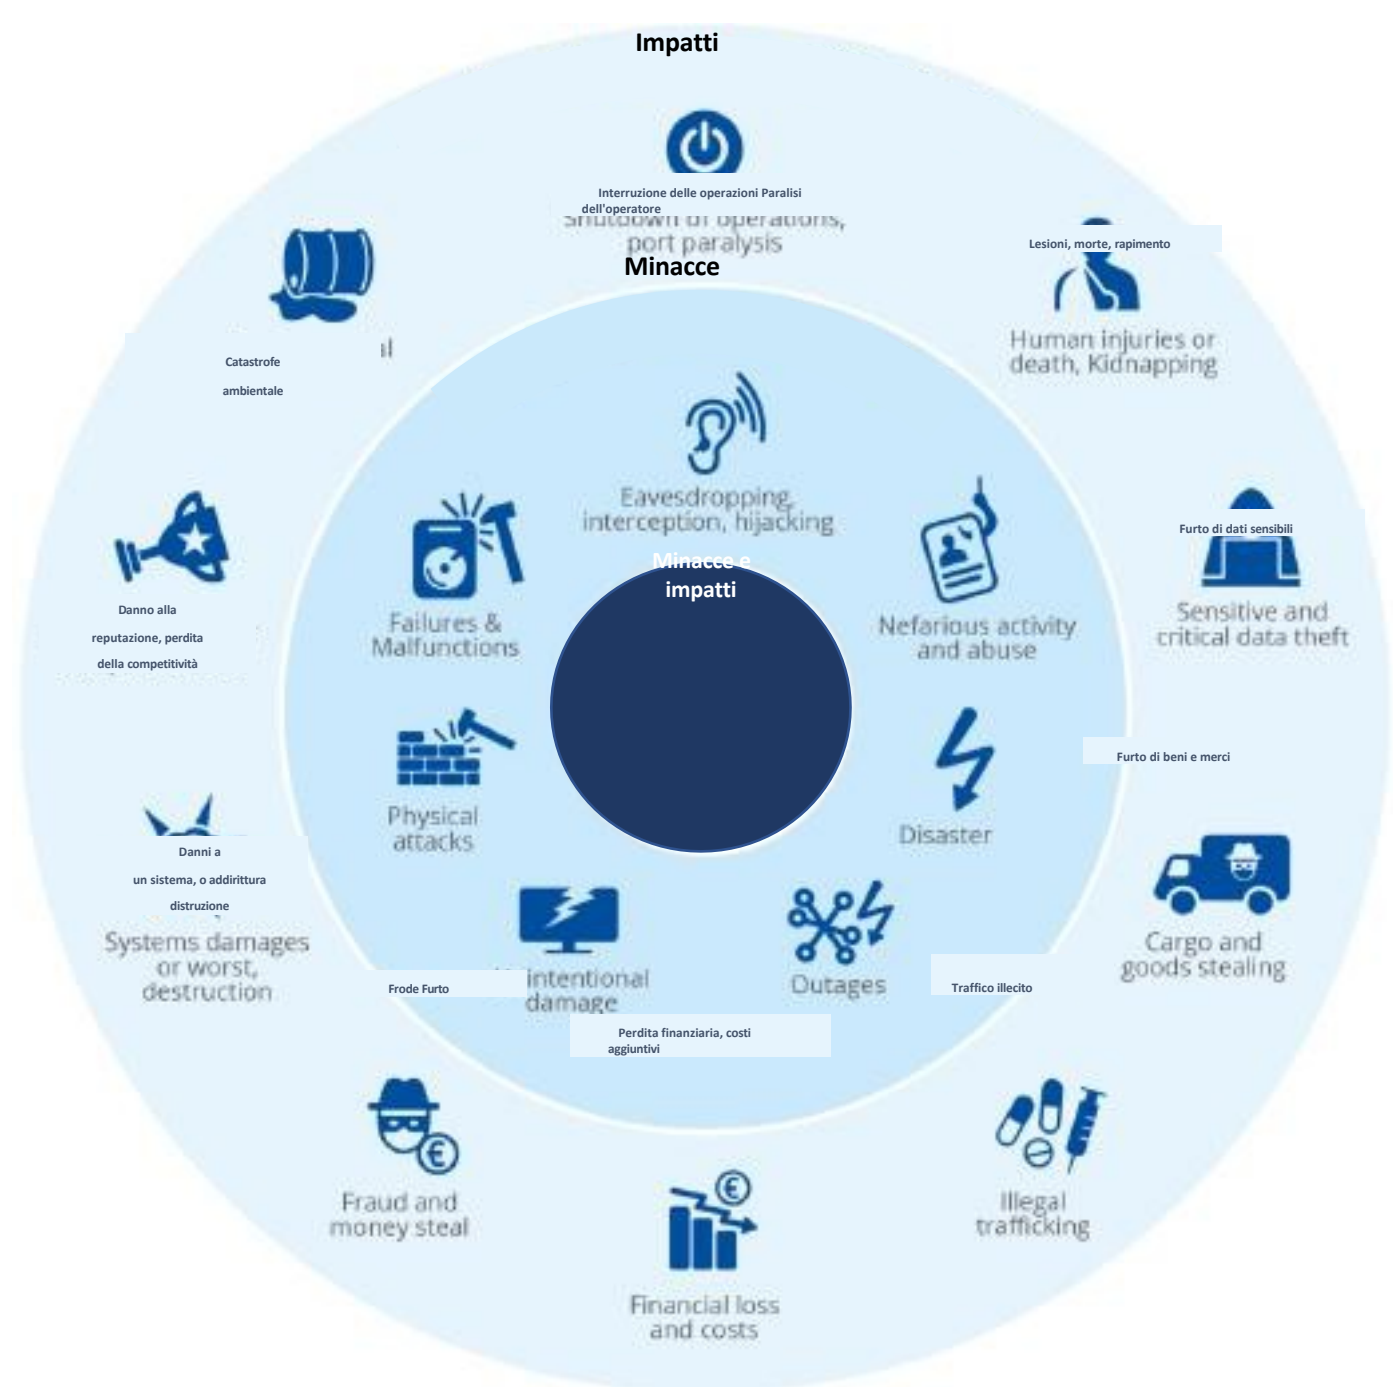 Impatti
Interruzione delle operazioni Paralisi
dell'operatore
Shutdown of operations,
port paralysis
Minacce
Lesioni, morte, rapimento
Human injuries or
death, Kidnapping
Catastrofe
ambientale
Eavesdropping,
interception, hijacking
Furto di dati sensibili
Sensitive and
critical data theft
Minacce e
impatti
Failures &
Malfunctions
Nefarious activity
and abuse
Danno alla
reputazione, perdita
della competitività
Furto di beni e merci
Physical
attacks
Disaster
Danni a
un sistema, o addirittura
distruzione
Systems damages
or worst,
destruction
Cargo and
goods stealing
Frode Furto
intentional
damage
Outages
Traffico illecito
Perdita finanziaria, costi
aggiuntivi
Fraud and
money steal
Illegal
trafficking
Financial loss
and costs